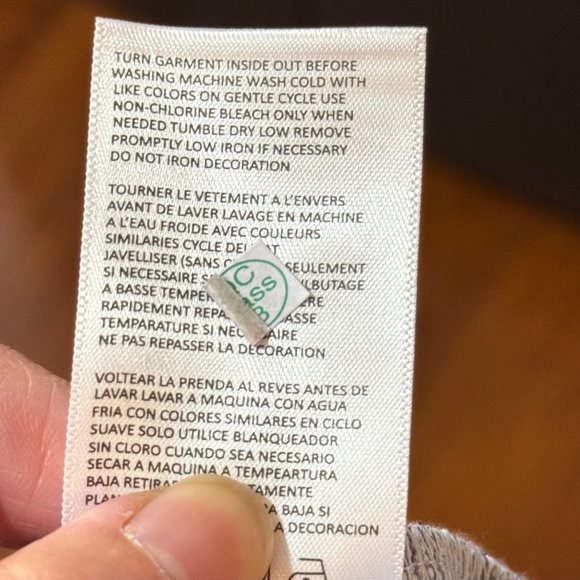 TURN GARMENT INSIDE OUT BEFORE
WASHING MACHINE WASH COLD WITH
LIKE COLORS ON GENTLE CYCLE USE
NON-CHLORINE BLEACH ONLY WHEN
NEEDED TUMBLE DRY LOW REMOVE
PROMPTLY LOW IRON IF NECESSARY
DO NOT IRON DECORATION
TOURNER LE VETEMENT A L'ENVERS
AVANT DE LAVER LAVAGE EN MACHINE
A L'EAU FROIDE AVEC COULEURS
SIMILARIES CYCLE
JAVELLISER (SANS SEULEMENT
SI NECESSAIRE
A BASSE
RAPIDEMENT
TEMPARATURE SI
NE PAS REPASSER LA DECORATION
VOLTEAR LA PRENDA AL REVES ANTES DE
LAVAR LAVAR A MAQUINA CON AGUA
FRIA CON COLORES SIMILARES EN CICLO
SUAVE SOLO UTILICE BLANQUEADOR
SIN CLORO CUANDO SEA NECESARIO
SECAR A MAQUINA A TEMPEARTURA
BAJA
BAJA SI
DECORACION